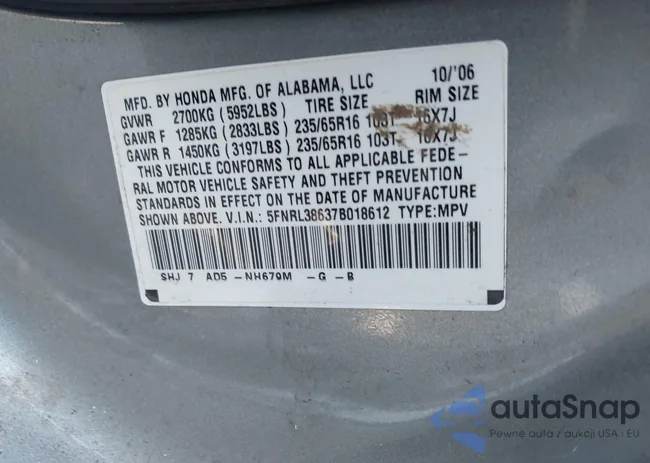 MFD. BY HONDA MFG. OF ALABAMA, LLC 10/'06
GVWR 2700KG (5952LBS) TIRE SIZE RIM SIZE
GAWR F 1285KG (2833LBS) 235/65R16 103T 16X7J
GAWR R 1450KG (3197LBS) 235/65R16 103T 16X7J
THIS VEHICLE CONFORMS TO ALL APPLICABLE FEDE-
RAL MOTOR VEHICLE SAFETY AND THEFT PREVENTION
STANDARDS IN EFFECT ON THE DATE OF MANUFACTURE
SHOWN ABOVE. V.I.N.: 5FNRL38637B018612 TYPE:MPV
SHJ 7 AD5 -NH679M -G -B
autaSnap
Pewne auta z aukcji USA i EU